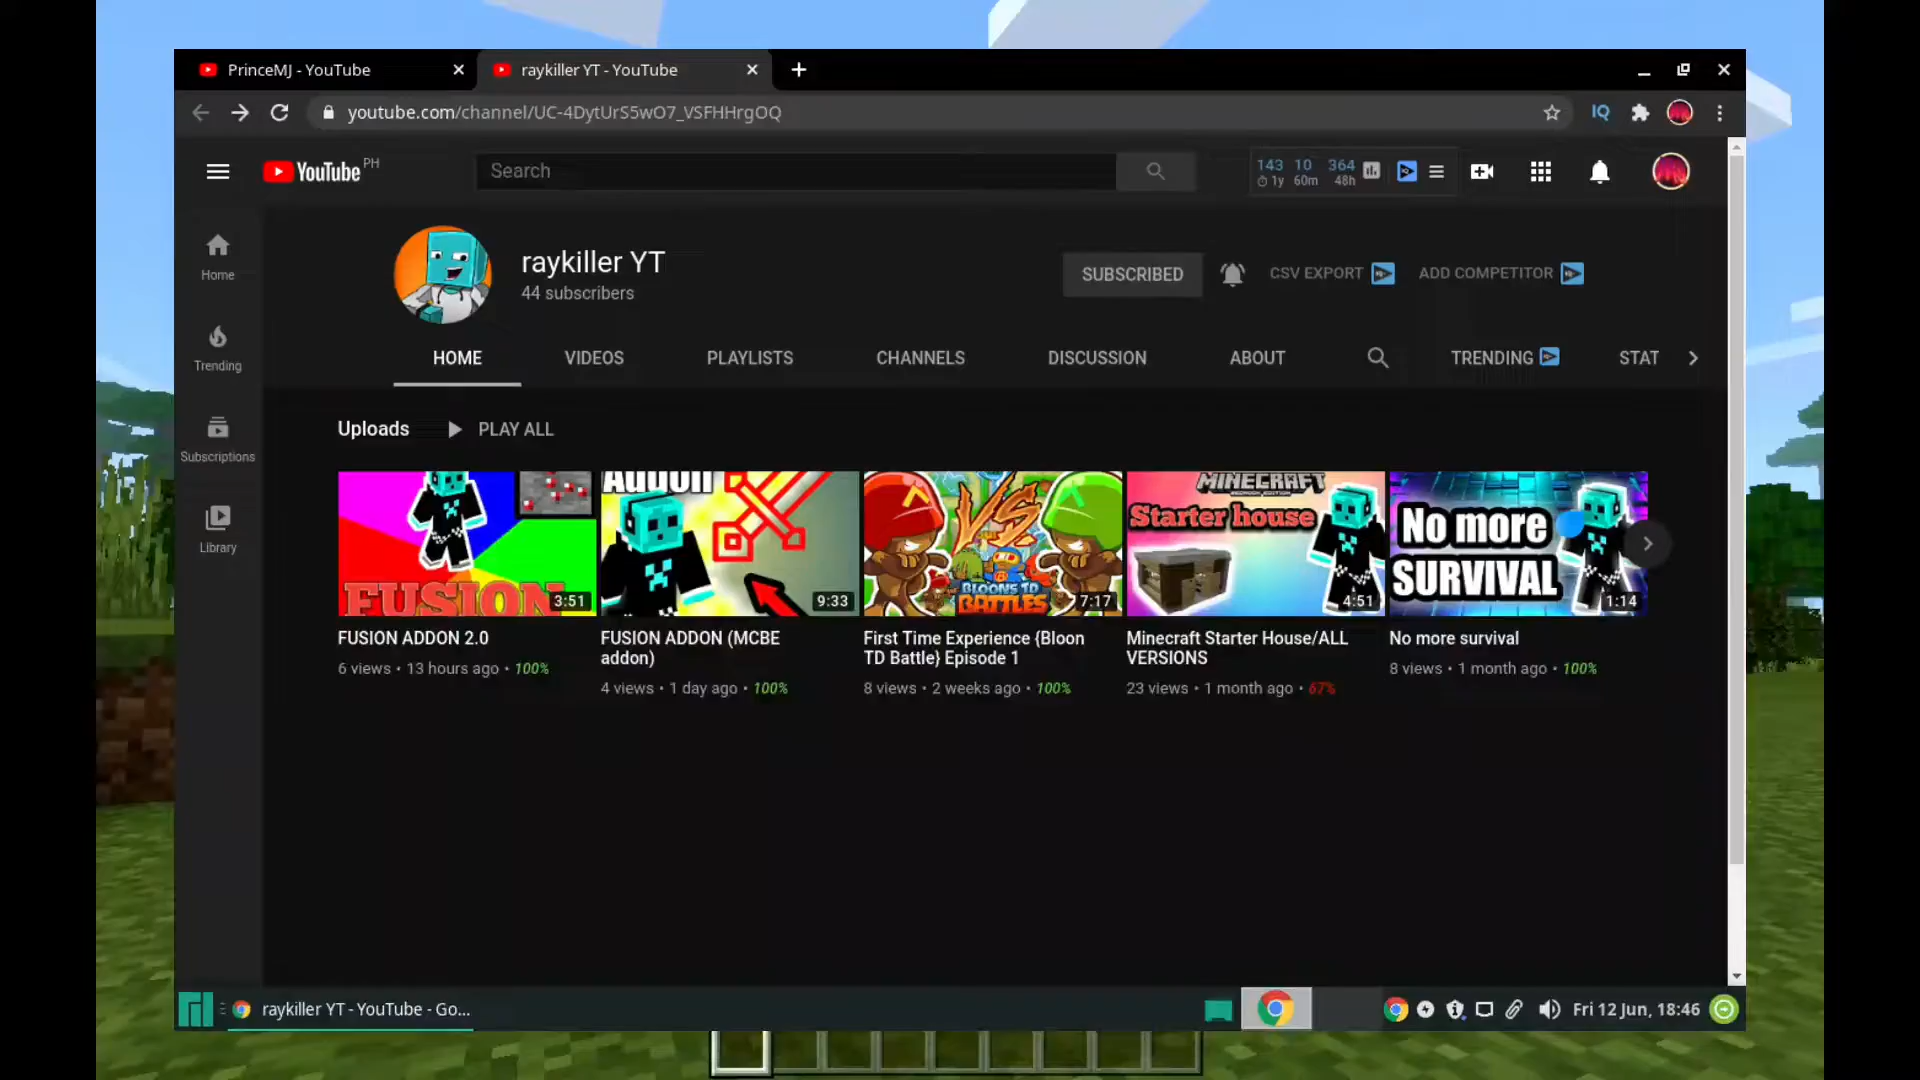 PrinceMJ - YouTube
raykiller YT - YouTube
youtube.com/channel/UC-4DytUrS5wO7_VSFHHrgOQ
IQ
YouTube PH
Search
143 10 364
1y 60m 48h
Home
Trending
Subscriptions
Library
raykiller YT
44 subscribers
SUBSCRIBED
CSV EXPORT
ADD COMPETITOR
HOME
VIDEOS
PLAYLISTS
CHANNELS
DISCUSSION
ABOUT
TRENDING
STAT
Uploads
PLAY ALL
FUSION
3:51
Addon
9:33
VS
BLOONS TD
BATTLES
7:17
MINECRAFT
Starter house
4:51
No more
SURVIVAL
1:14
FUSION ADDON 2.0
6 views • 13 hours ago • 100%
FUSION ADDON (MCBE
addon)
4 views • 1 day ago • 100%
First Time Experience {Bloon
TD Battle} Episode 1
8 views • 2 weeks ago • 100%
Minecraft Starter House/ALL
VERSIONS
23 views • 1 month ago • 67%
No more survival
8 views • 1 month ago • 100%
raykiller YT - YouTube - Go...
Fri 12 Jun, 18:46